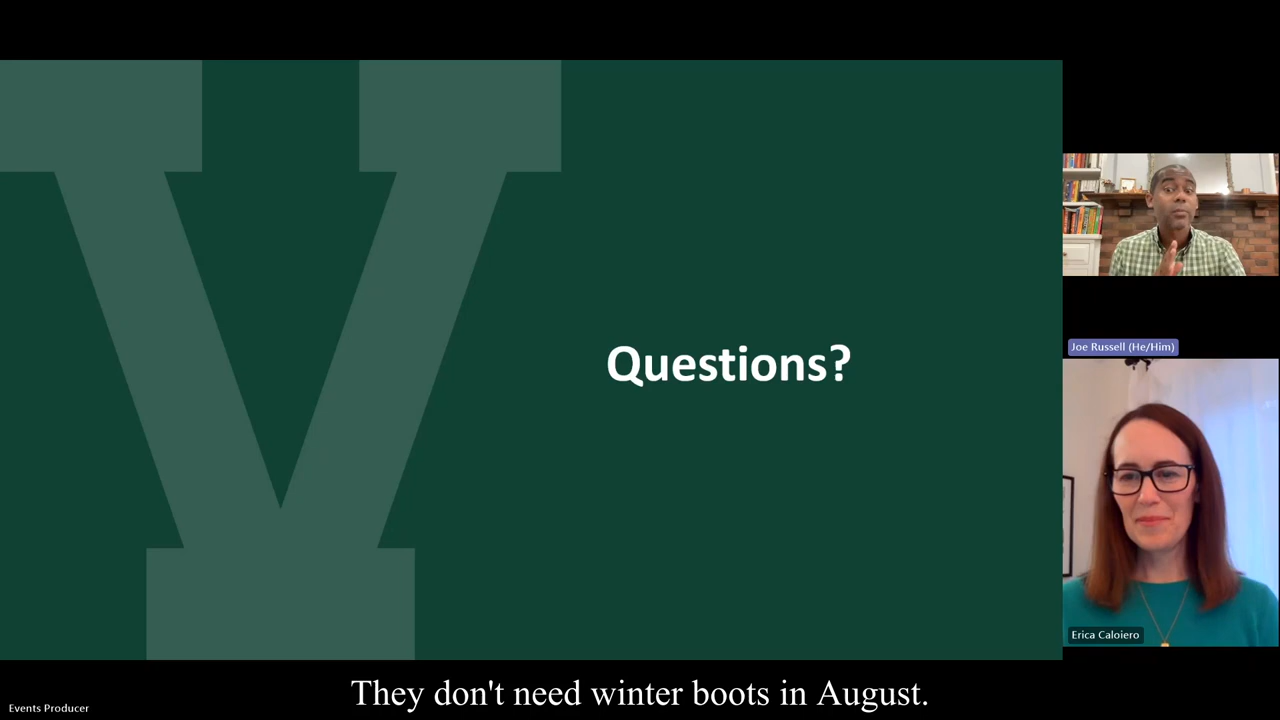 Questions?
Joe Russell (He/Him)
Erica Caloiero
They don't need winter boots in August.
Events Producer